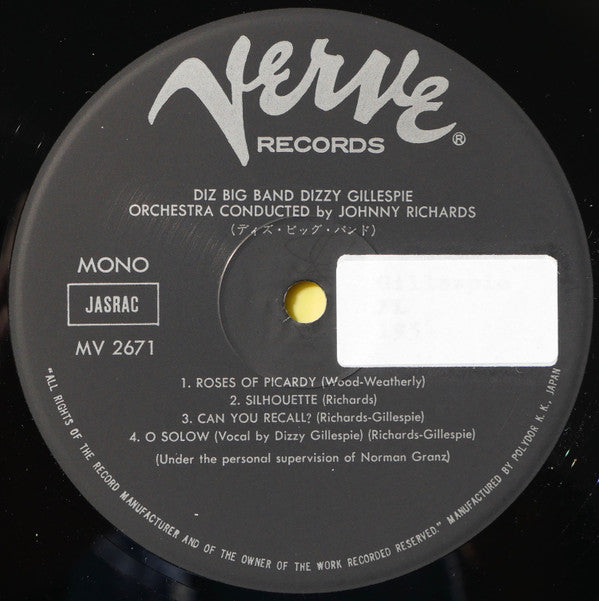 Verve
RECORDS ®
DIZ BIG BAND DIZZY GILLESPIE
ORCHESTRA CONDUCTED by JOHNNY RICHARDS
(ディズ・ビッグ・バンド)
MONO
JASRAC
MV 2671
Gillespie
1. ROSES OF PICARDY (Wood-Weatherly)
2. SILHOUETTE (Richards)
3. CAN YOU RECALL? (Richards-Gillespie)
4. O SOLOW (Vocal by Dizzy Gillespie) (Richards-Gillespie)
(Under the personal supervision of Norman Granz)
"ALL RIGHTS OF THE RECORD MANUFACTURER AND OF THE OWNER OF THE WORK RECORDED RESERVED." MANUFACTURED BY POLYDOR K. K., JAPAN